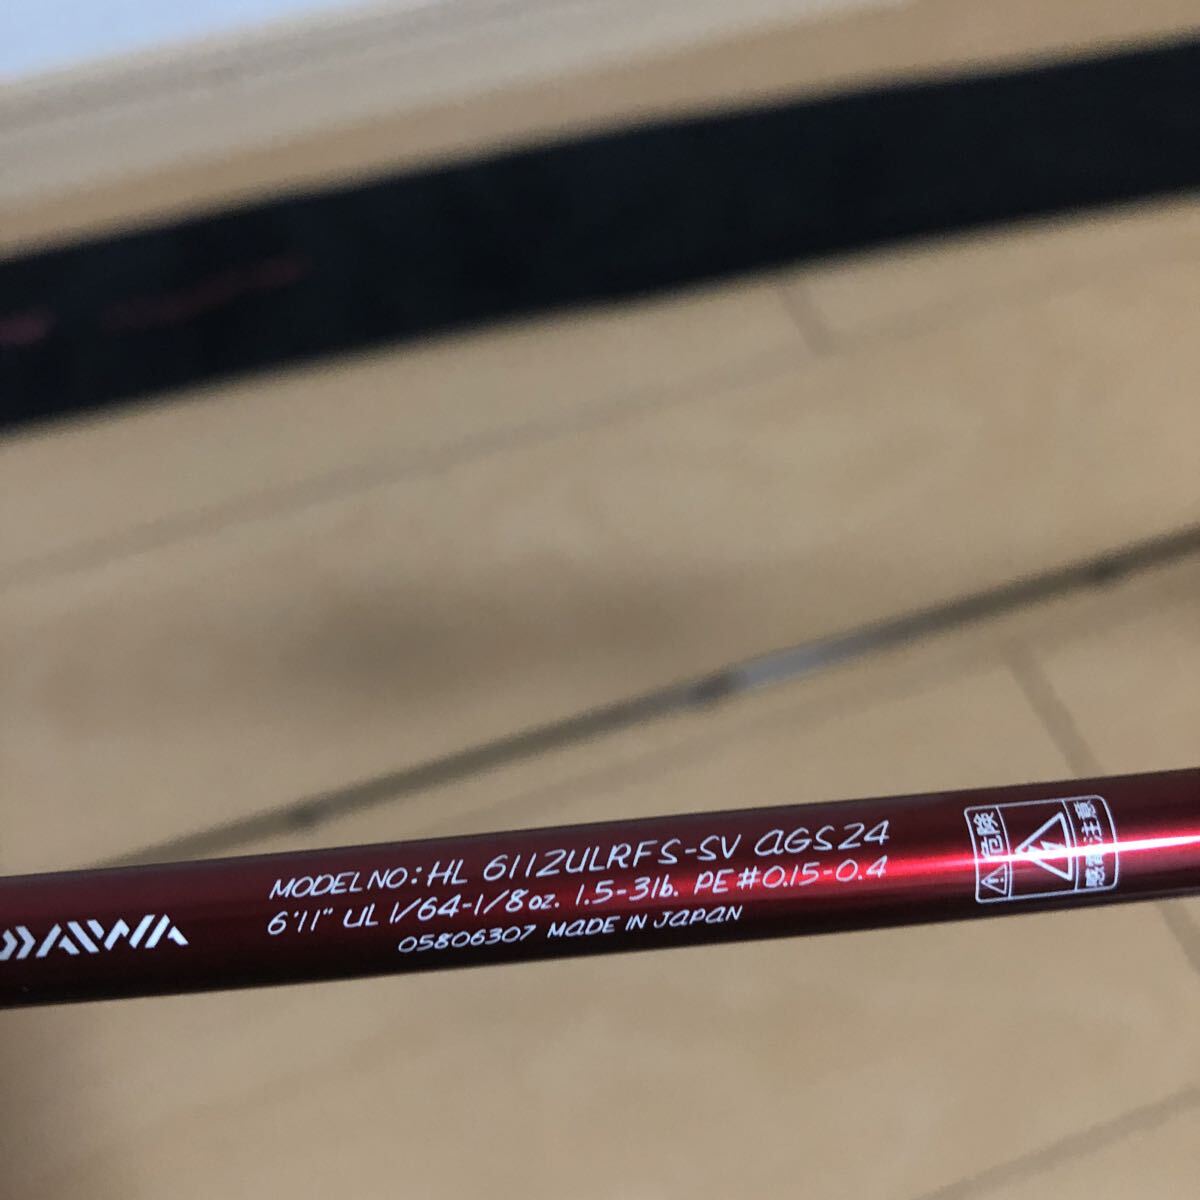 DAIWA
MODEL NO: HL 6112ULRFS-SV AGS24
6'11" UL 1/64-1/8oz. 1.5-3lb. PE#0.15-0.4
05806307 MADE IN JAPAN
危険
感電注意